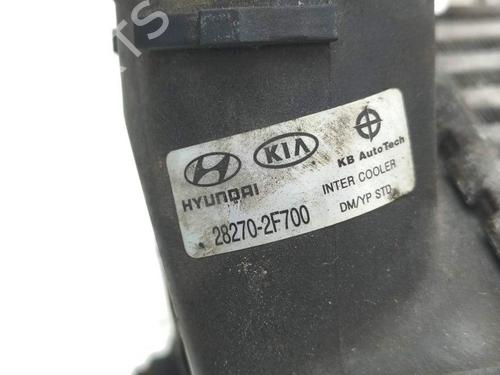 HYUNDAI
KIA
KB AutoTech
INTER COOLER
28270-2F700
DM/YP STD